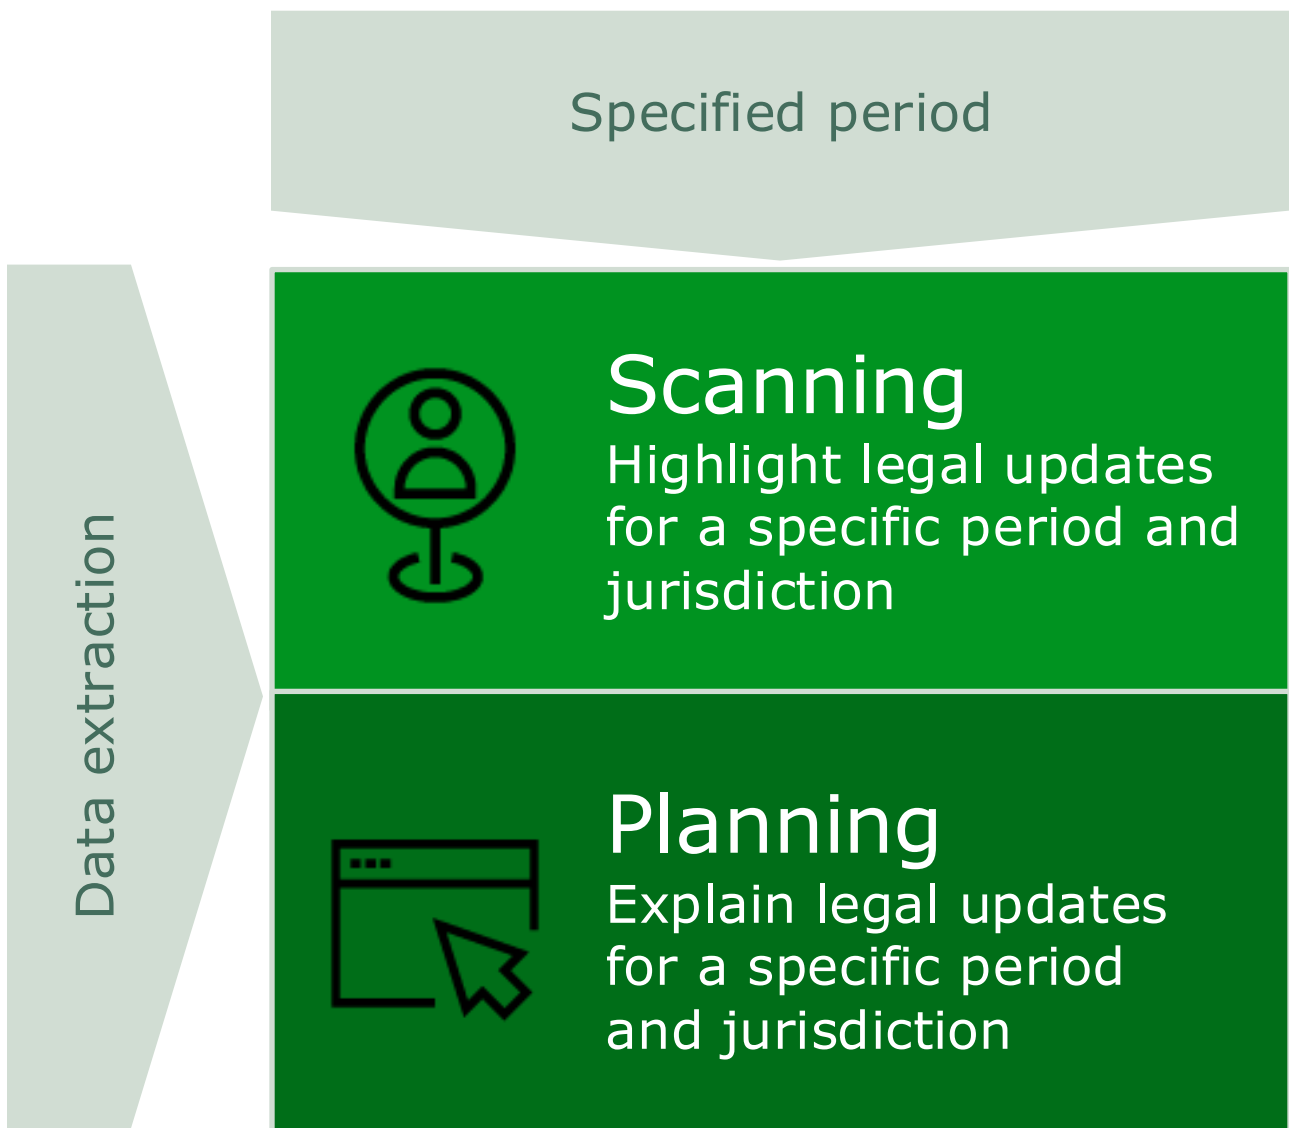 Specified period
Data extraction
Scanning
Highlight legal updates
for a specific period and
jurisdiction
Planning
Explain legal updates
for a specific period
and jurisdiction